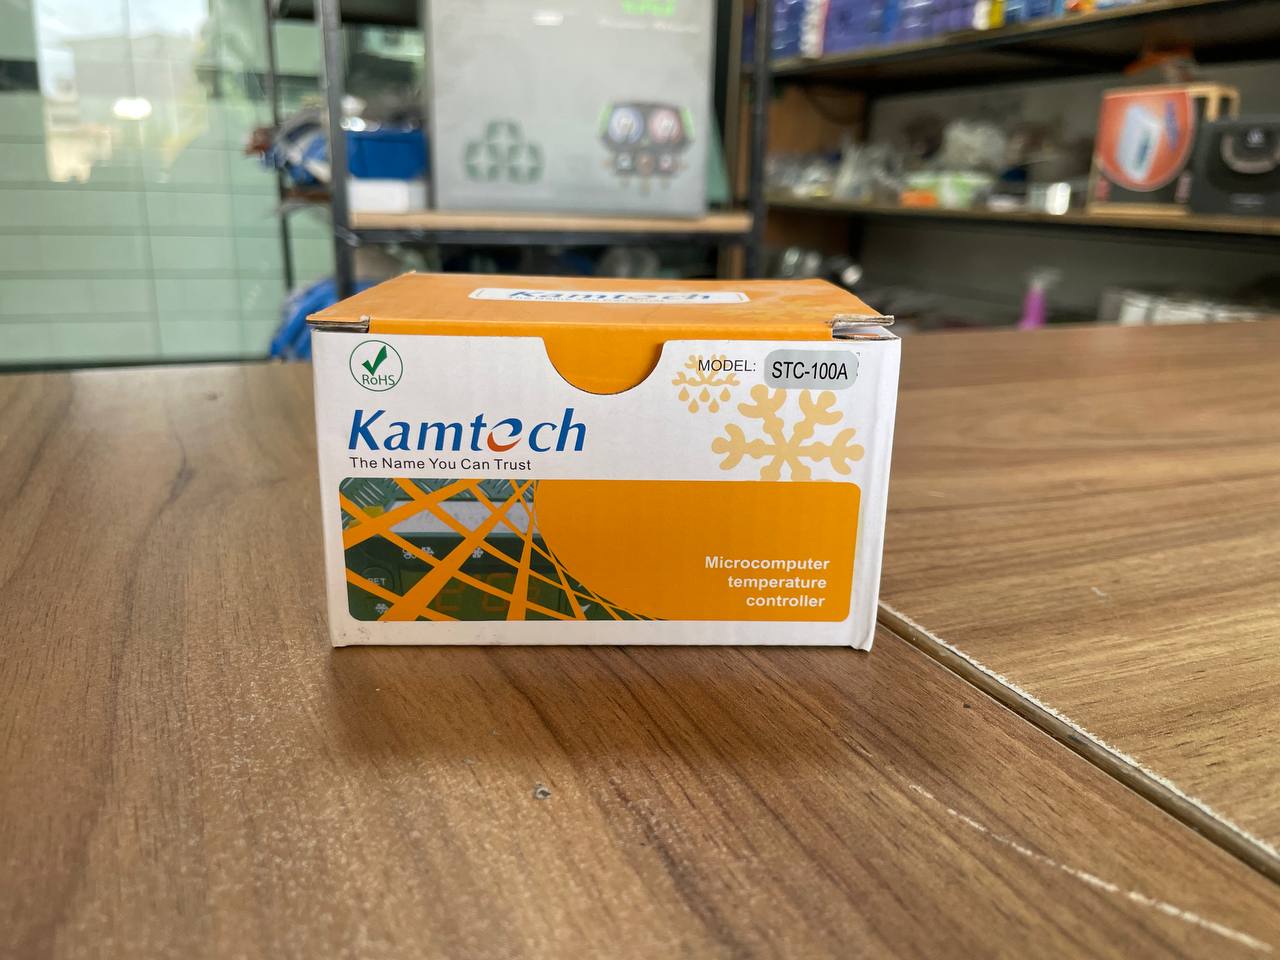 Kamtech
RoHS
MODEL: STC-100A
Kamtech
The Name You Can Trust
SET
Microcomputer
temperature
controller